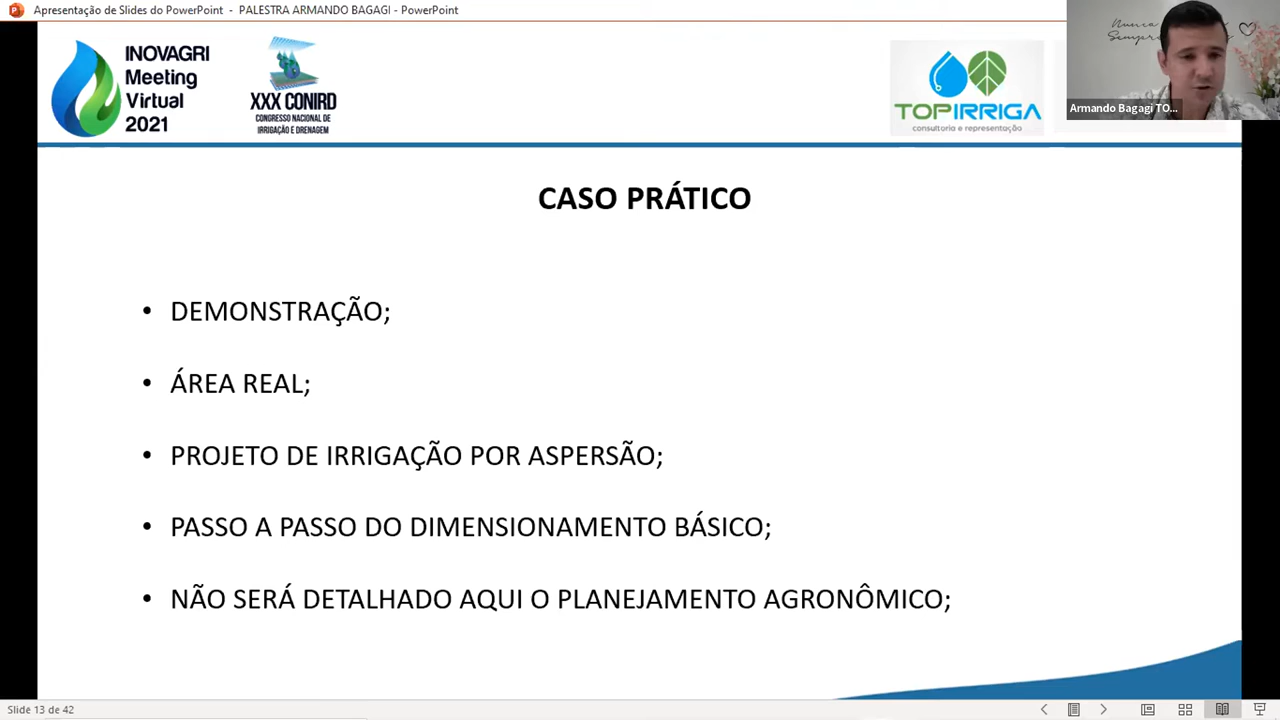 Apresentação de Slides do PowerPoint - PALESTRA ARMANDO BAGAGI - PowerPoint
INOVAGRI
Meeting
Virtual
2021
XXX CONIRD
CONGRESSO NACIONAL DE
IRRIGAÇÃO E DRENAGEM
TOPIRRIGA
consultoria e representação
Nunca
Sempre
Armando Bagagi TO...
CASO PRÁTICO
• DEMONSTRAÇÃO;
• ÁREA REAL;
• PROJETO DE IRRIGAÇÃO POR ASPERSÃO;
• PASSO A PASSO DO DIMENSIONAMENTO BÁSICO;
• NÃO SERÁ DETALHADO AQUI O PLANEJAMENTO AGRONÔMICO;
Slide 13 de 42